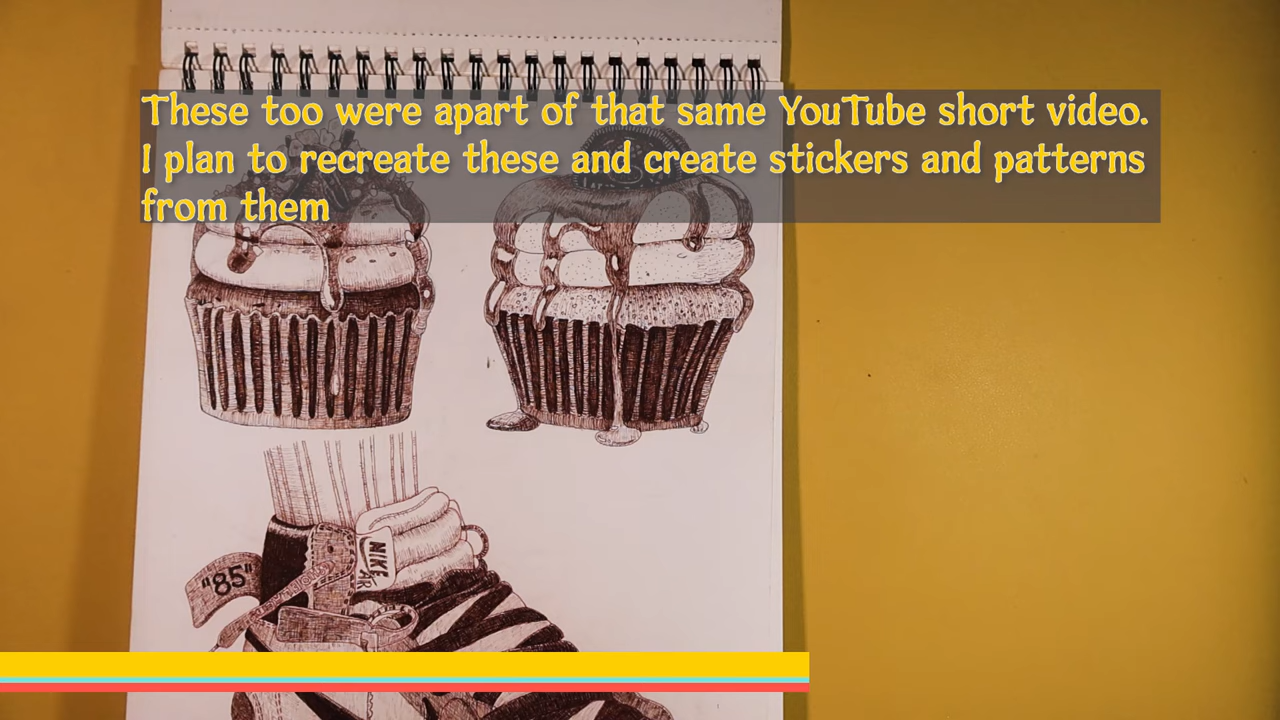 These too were apart of that same YouTube short video.
I plan to recreate these and create stickers and patterns
from them
"85"
NIKE
AIR